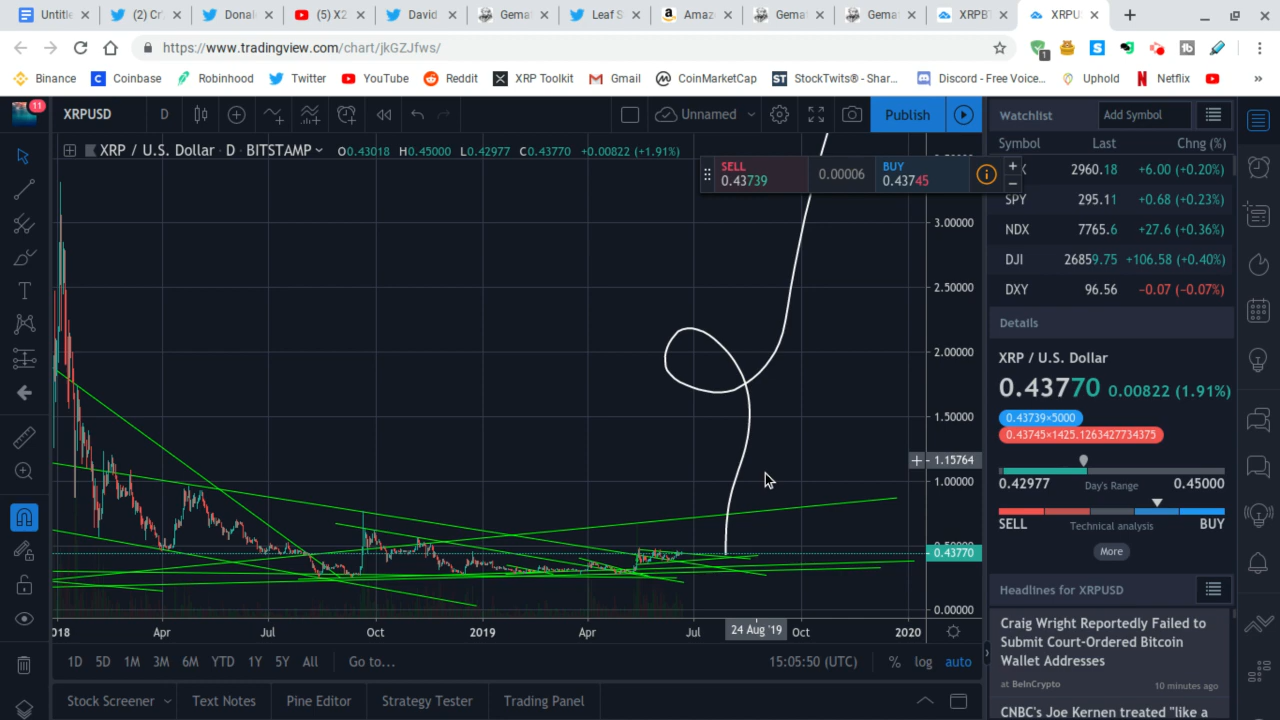 Untitle
(2) Cr
Donal
(5) X2
David
Gema
Leaf S
Amaz
Gema
Gema
XRPB
XRPU
https://www.tradingview.com/chart/jkGZJfws/
1
Binance
Coinbase
Robinhood
Twitter
YouTube
Reddit
XRP Toolkit
Gmail
CoinMarketCap
StockTwits® - Shar...
Discord - Free Voice...
Uphold
Netflix
»
11
XRPUSD
D
Unnamed
Publish
Watchlist
Add Symbol
Symbol Last Chng (%)
XRP / U.S. Dollar D BITSTAMP O0.43018 H0.45000 L0.42977 C0.43770 +0.00822 (+1.91%)
SELL
0.43739
0.00006
BUY
0.43745
2960.18 +6.00 (+0.20%)
SPY 295.11 +0.68 (+0.23%)
NDX 7765.6 +27.6 (+0.36%)
DJI 26859.75 +106.58 (+0.40%)
DXY 96.56 −0.07 (−0.07%)
3.00000
2.50000
2.00000
1.50000
1.15764
1.00000
0.43770
0.00000
Details
XRP / U.S. Dollar
0.43770 0.00822 (1.91%)
0.43739×5000
0.43745×1425.1263427734375
0.42977 Day's Range 0.45000
SELL Technical analysis BUY
More
Headlines for XRPUSD
Craig Wright Reportedly Failed to
Submit Court-Ordered Bitcoin
Wallet Addresses
at BeInCrypto 10 minutes ago
CNBC's Joe Kernen treated "like a
2018 Apr Jul Oct 2019 Apr Jul 24 Aug '19 Oct 2020
1D 5D 1M 3M 6M YTD 1Y 5Y All Go to... 15:05:50 (UTC) % log auto
Stock Screener Text Notes Pine Editor Strategy Tester Trading Panel